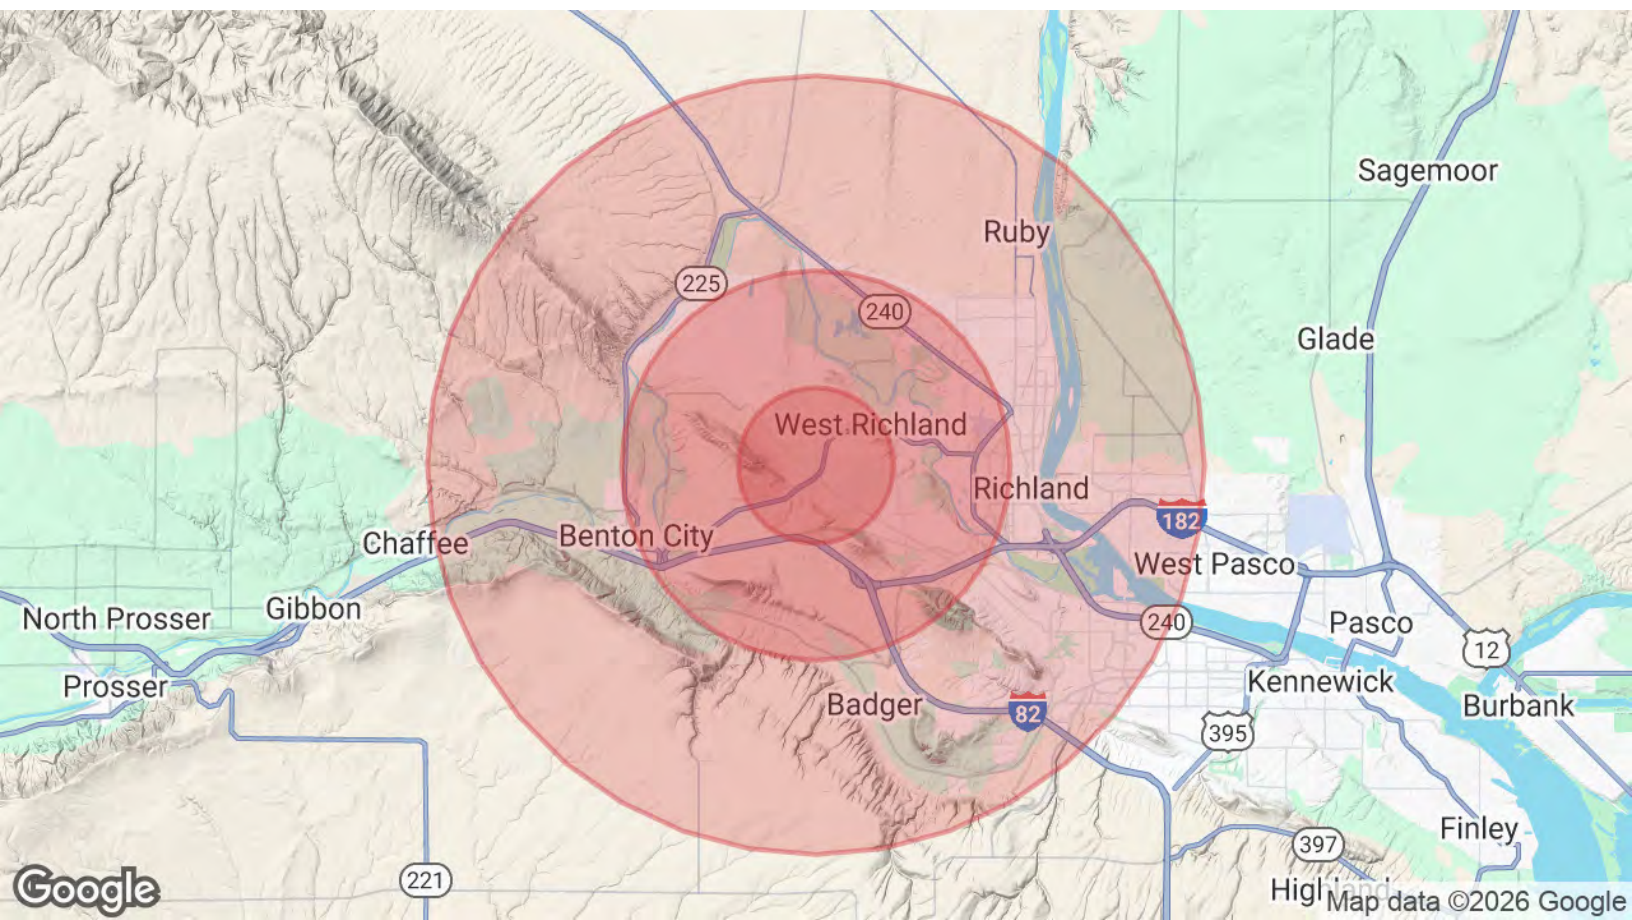 Sagemoor
Ruby
225
240
Glade
West Richland
Richland
182
Chaffee
Benton City
West Pasco
Gibbon
North Prosser
240
Pasco
12
Prosser
Kennewick
Badger
82
Burbank
395
Finley
397
221
Google
Highland
Map data ©2026 Google